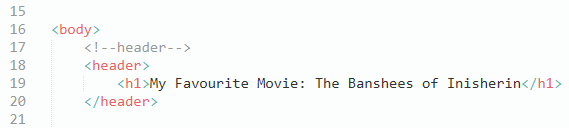 15
16 <body>
17 <!--header-->
18 <header>
19 <h1>My Favourite Movie: The Banshees of Inisherin</h1>
20 </header>
21